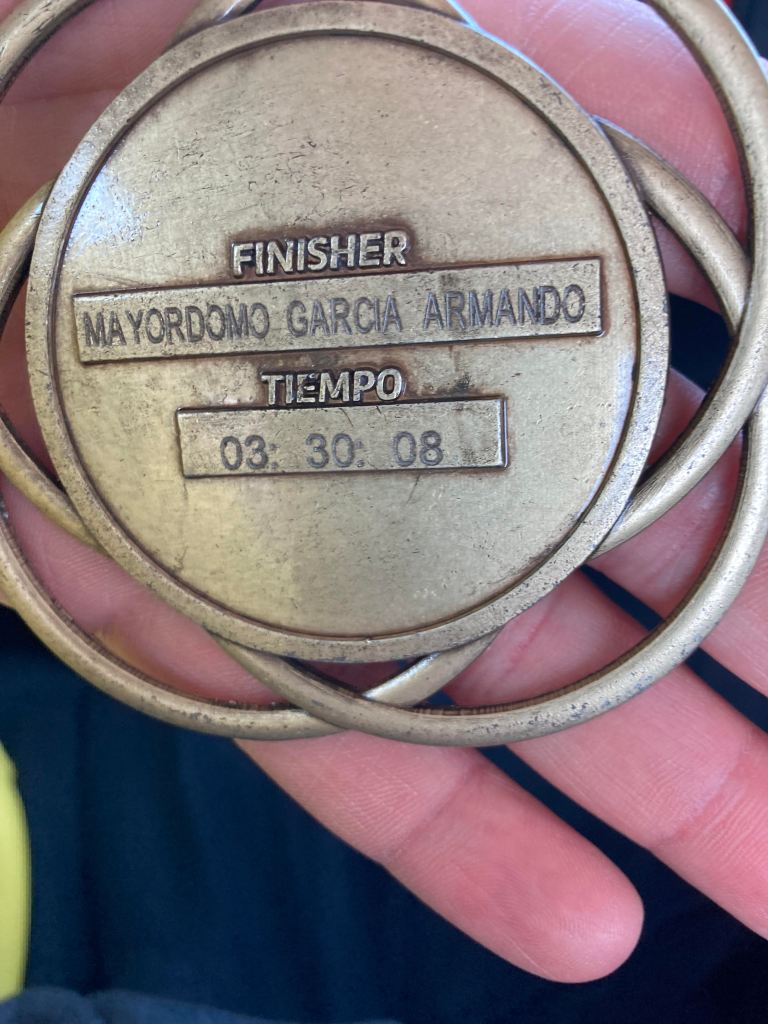 FINISHER
MAYORDOMO GARCIA ARMANDO
TIEMPO
03: 30: 08